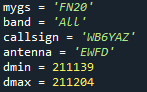 mygs = 'FN20'
band = 'All'
callsign = 'WB6YAZ'
antenna = 'EWFD'
dmin = 211139
dmax = 211204